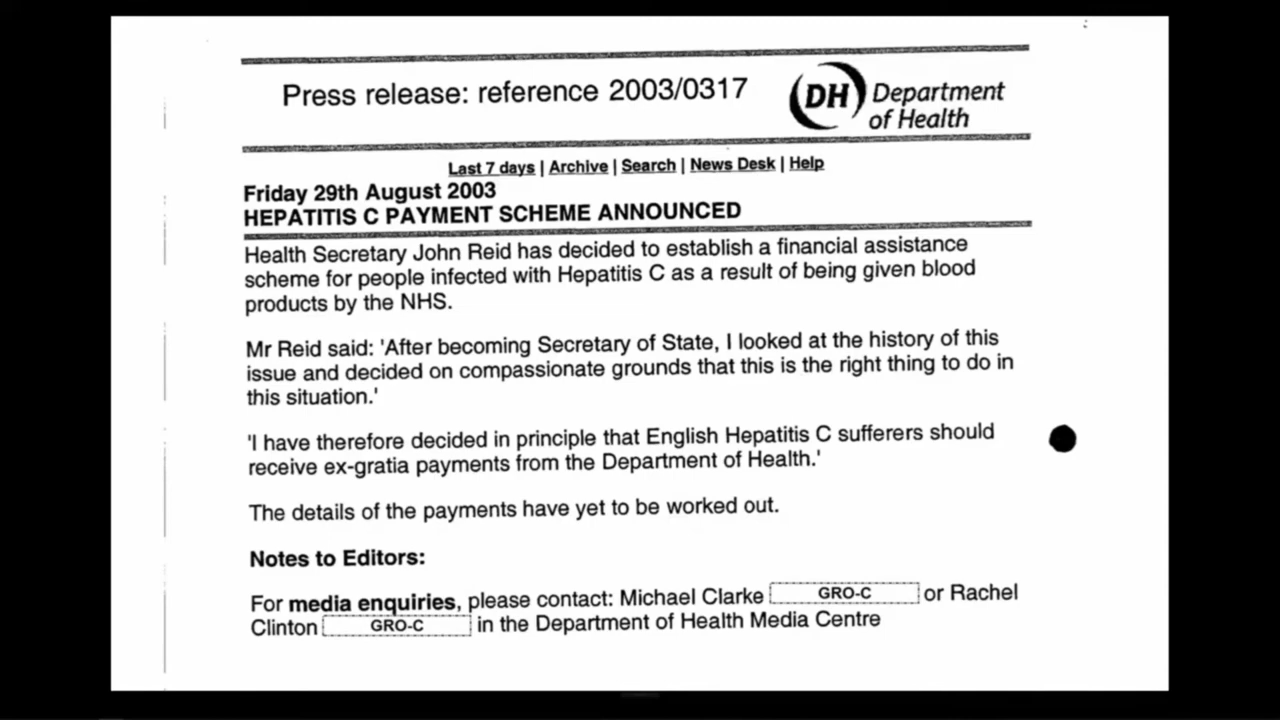 Press release: reference 2003/0317
DH Department
of Health
Last 7 days | Archive | Search | News Desk | Help
Friday 29th August 2003
HEPATITIS C PAYMENT SCHEME ANNOUNCED
Health Secretary John Reid has decided to establish a financial assistance
scheme for people infected with Hepatitis C as a result of being given blood
products by the NHS.
Mr Reid said: 'After becoming Secretary of State, I looked at the history of this
issue and decided on compassionate grounds that this is the right thing to do in
this situation.'
'I have therefore decided in principle that English Hepatitis C sufferers should
receive ex-gratia payments from the Department of Health.'
The details of the payments have yet to be worked out.
Notes to Editors:
For media enquiries, please contact: Michael Clarke GRO-C or Rachel
Clinton GRO-C in the Department of Health Media Centre